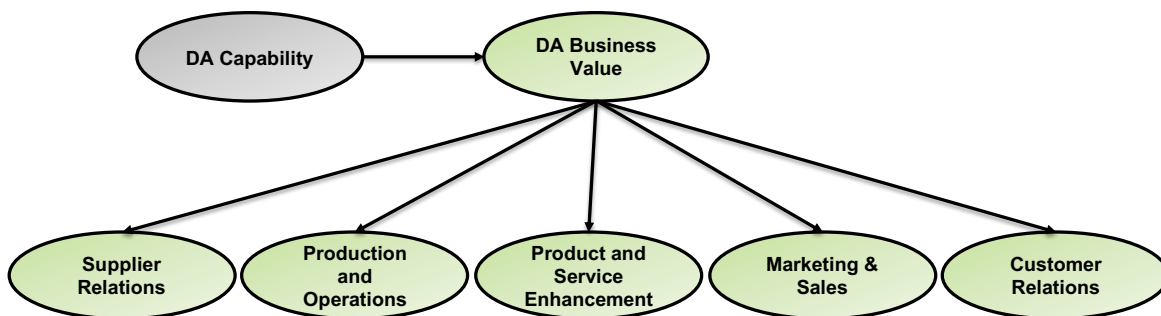 DA Capability
DA Business
Value
Supplier
Relations
Production
and
Operations
Product and
Service
Enhancement
Marketing &
Sales
Customer
Relations